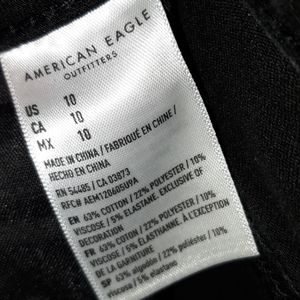 AMERICAN EAGLE
OUTFITTERS
US 10
CA 10
MX 10
MADE IN CHINA / FABRIQUÉ EN CHINE /
HECHO EN CHINA
RN 54485 / CA 03873
RFC# AEM120605UPA
EN 63% COTTON / 22% POLYESTER / 10%
VISCOSE / 5% ELASTANE. EXCLUSIVE OF
DECORATION
FR 63% COTON / 22% POLYESTER / 10%
VISCOSE / 5% ÉLASTHANNE. À L'EXCEPTION
DE LA DÉCORATION
SP 63% algodón / 22% poliéster / 10%
viscosa / 5% elastano